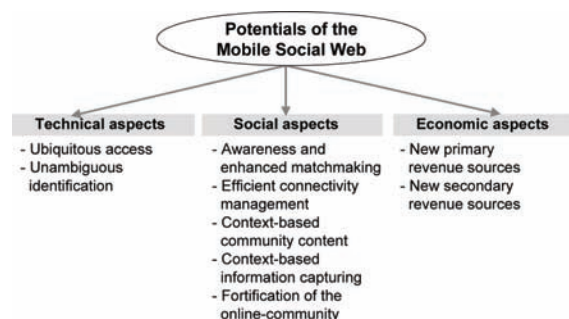 Potentials of the
Mobile Social Web
Technical aspects
- Ubiquitous access
- Unambiguous
identification
Social aspects
- Awareness and
enhanced matchmaking
- Efficient connectivity
management
- Context-based
community content
- Context-based
information capturing
- Fortification of the
online-community
Economic aspects
- New primary
revenue sources
- New secondary
revenue sources